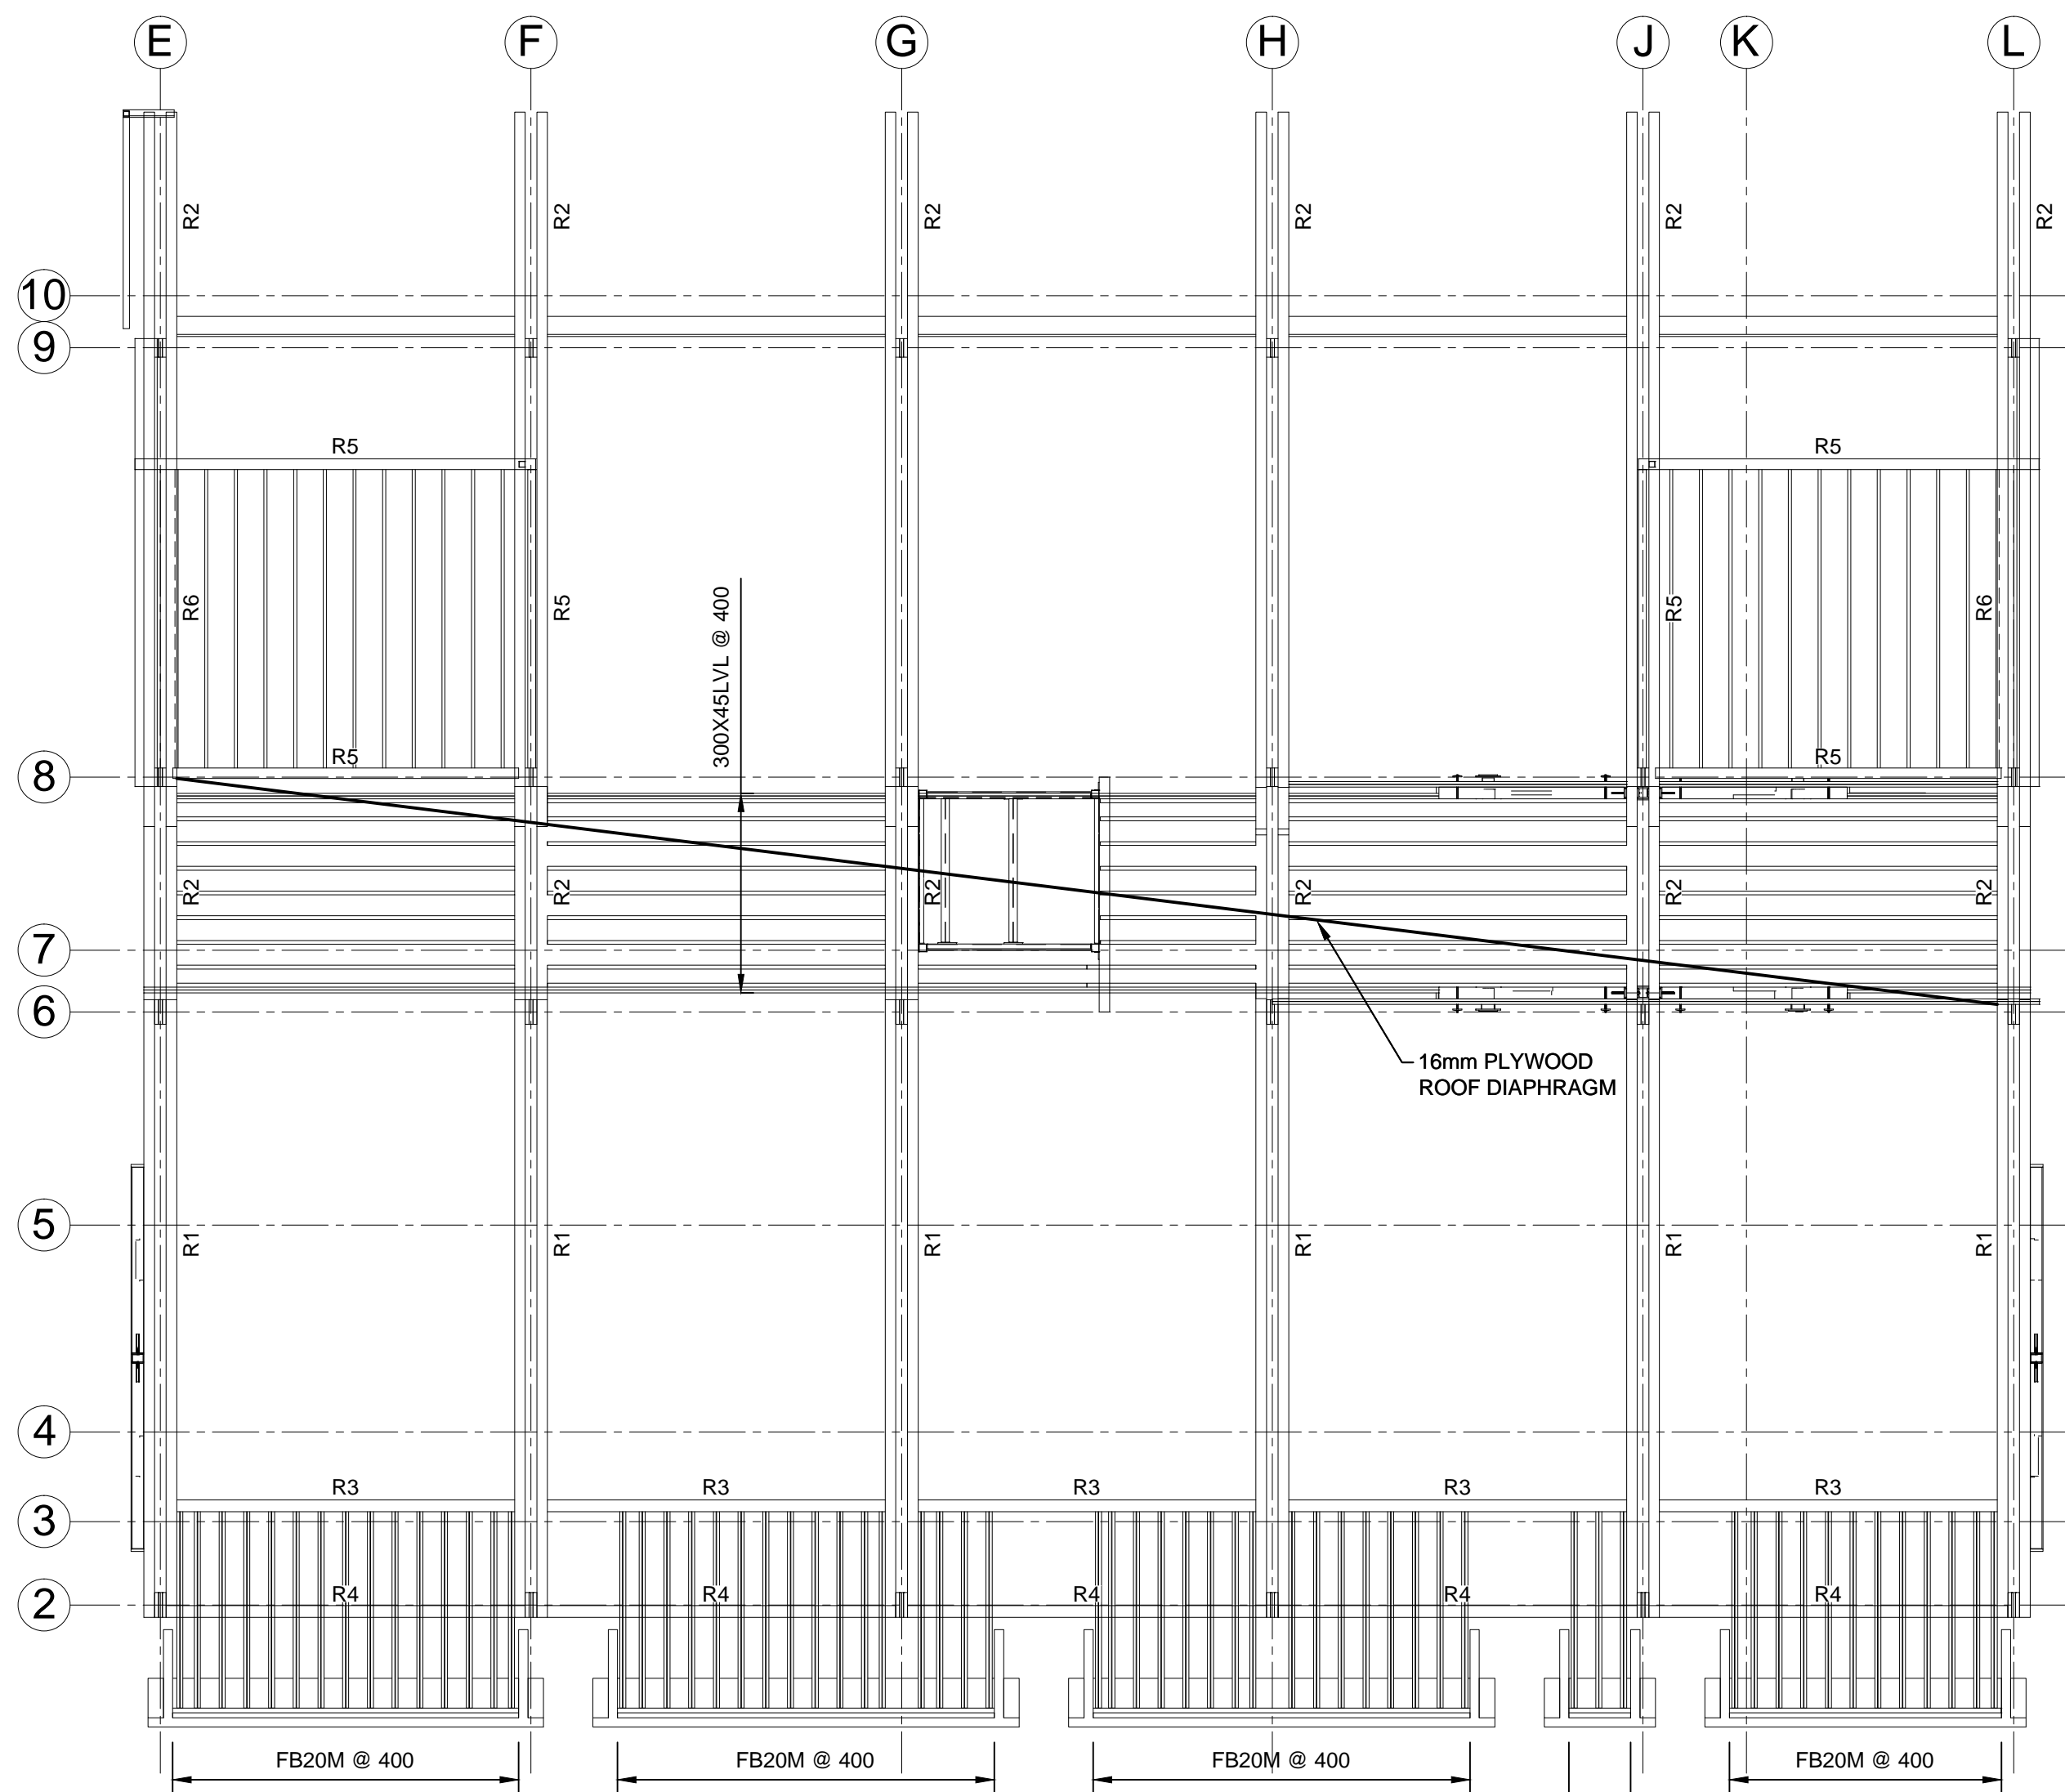 E F G H J K L
R2 R2 R2 R2 R2 R2
10
9
R5 R5
R6 R5 300X45LVL @ 400 R5 R6
R5 R5
8
R2 R2 R2 R2 R2 R2
7
6
16mm PLYWOOD
ROOF DIAPHRAGM
5
R1 R1 R1 R1 R1 R1
4
R3 R3 R3 R3 R3
3
R4 R4 R4 R4 R4
2
FB20M @ 400 FB20M @ 400 FB20M @ 400 FB20M @ 400